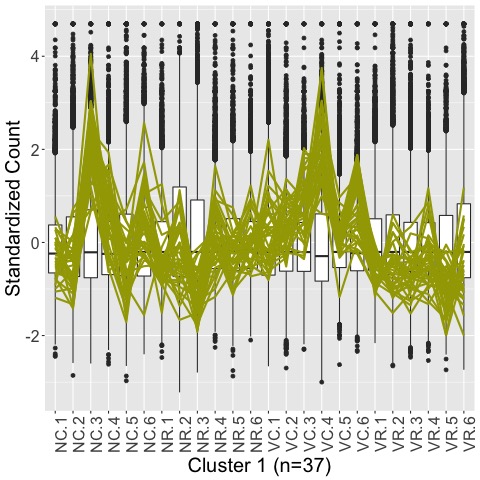 Standardized Count
4
2
0
-2
NC.1 NC.2 NC.3 NC.4 NC.5 NC.6 NR.1 NR.2 NR.3 NR.4 NR.5 NR.6 VC.1 VC.2 VC.3 VC.4 VC.5 VC.6 VR.1 VR.2 VR.3 VR.4 VR.5 VR.6
Cluster 1 (n=37)